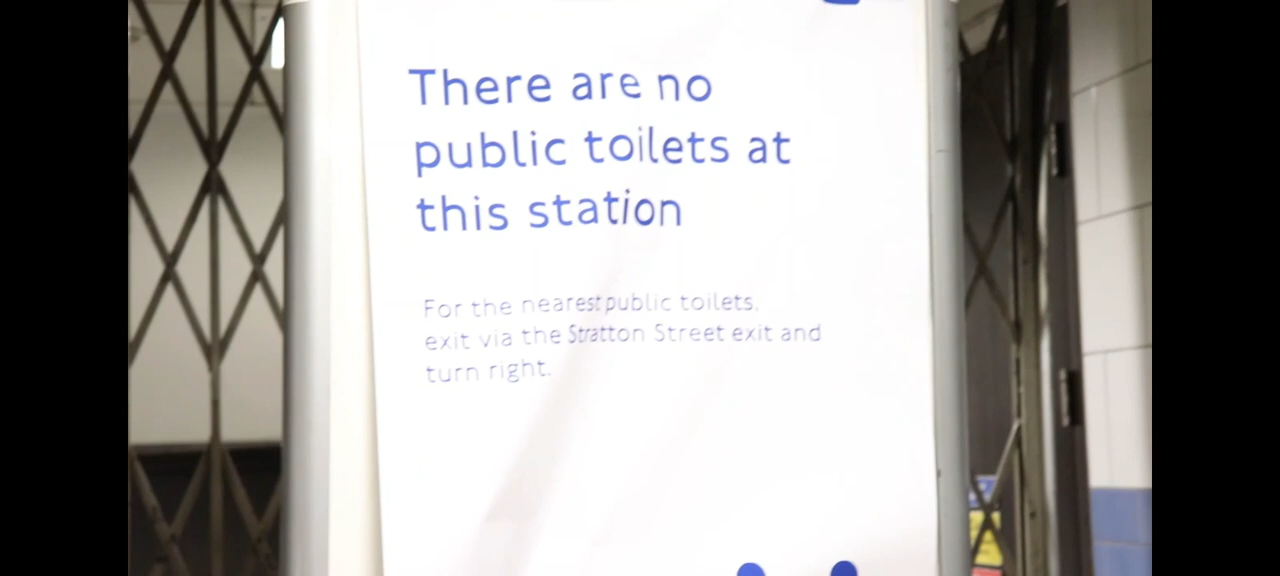 There are no
public toilets at
this station
For the nearest public toilets,
exit via the Stratton Street exit and
turn right.